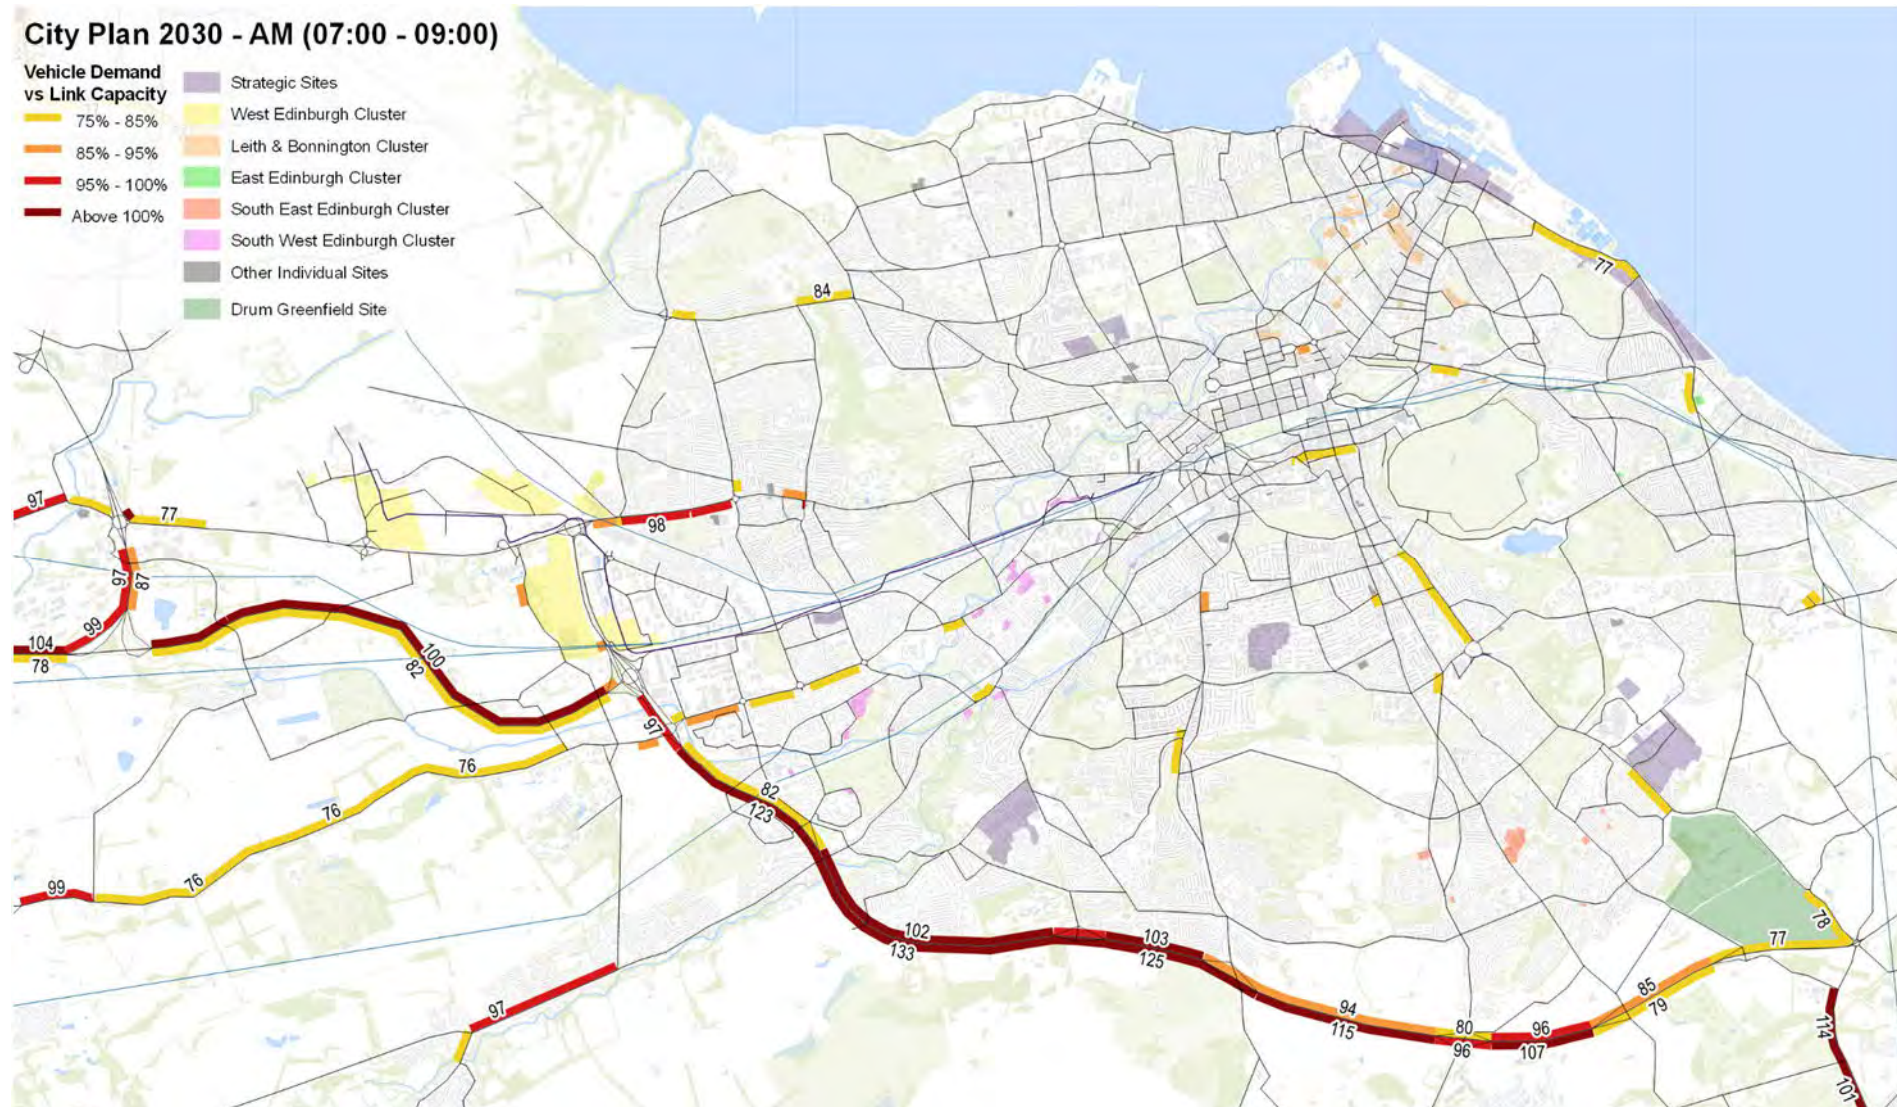 City Plan 2030 - AM (07:00 - 09:00)
Vehicle Demand
vs Link Capacity
75% - 85%
85% - 95%
95% - 100%
Above 100%
Strategic Sites
West Edinburgh Cluster
Leith & Bonnington Cluster
East Edinburgh Cluster
South East Edinburgh Cluster
South West Edinburgh Cluster
Other Individual Sites
Drum Greenfield Site
77
84
97
77
98
97
87
99
104
78
100
82
97
76
82
123
76
76
99
102
133
103
125
78
77
97
94
115
80
96
96
107
85
79
114
101